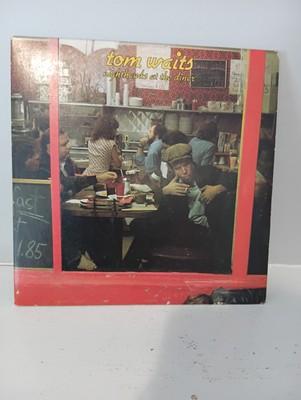 tom waits
nighthawks at the diner
1.85